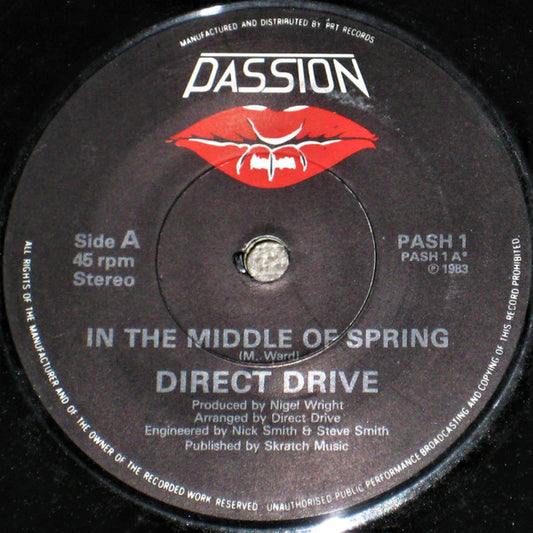 MANUFACTURED AND DISTRIBUTED BY PRT RECORDS
PASSION
Side A
45 rpm
Stereo
PASH 1
PASH 1 A*
℗ 1983
IN THE MIDDLE OF SPRING
(M. Ward)
DIRECT DRIVE
Produced by Nigel Wright
Arranged by Direct Drive
Engineered by Nick Smith & Steve Smith
Published by Skratch Music
ALL RIGHTS OF THE MANUFACTURER AND OF THE OWNER OF THE RECORDED WORK RESERVED. UNAUTHORISED PUBLIC PERFORMANCE BROADCASTING AND COPYING OF THIS RECORD PROHIBITED.